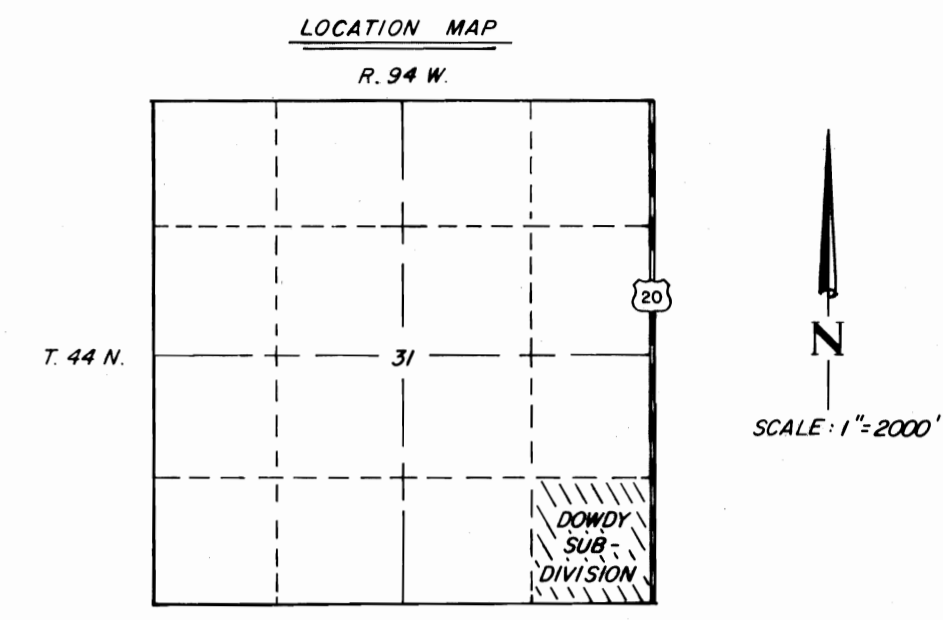 LOCATION MAP
R. 94 W.
20
T. 44 N.
31
N
SCALE: 1"=2000'
DOWDY
SUB-
DIVISION